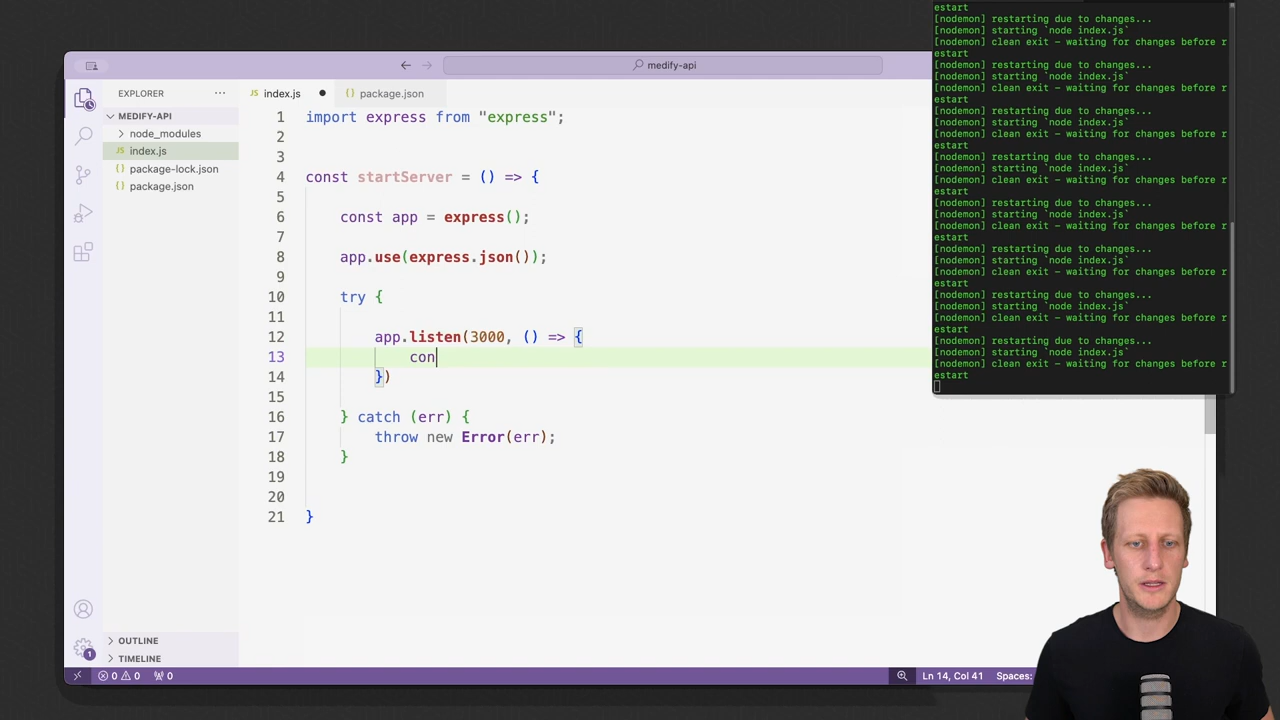 medify-api
EXPLORER ···
JS index.js ●
{} package.json
MEDIFY-API
node_modules
JS index.js
{} package-lock.json
{} package.json
1 import express from "express";
2
3
4 const startServer = () => {
5
6 const app = express();
7
8 app.use(express.json());
9
10 try {
11
12 app.listen(3000, () => {
13 con
14 })
15
16 } catch (err) {
17 throw new Error(err);
18 }
19
20
21 }
OUTLINE
TIMELINE
1
0 0 0
Ln 14, Col 41 Spaces:
estart
[nodemon] restarting due to changes...
[nodemon] starting `node index.js`
[nodemon] clean exit - waiting for changes before r
estart
[nodemon] restarting due to changes...
[nodemon] starting `node index.js`
[nodemon] clean exit - waiting for changes before r
estart
[nodemon] restarting due to changes...
[nodemon] starting `node index.js`
[nodemon] clean exit - waiting for changes before r
estart
[nodemon] restarting due to changes...
[nodemon] starting `node index.js`
[nodemon] clean exit - waiting for changes before r
estart
[nodemon] restarting due to changes...
[nodemon] starting `node index.js`
[nodemon] clean exit - waiting for changes before r
estart
[nodemon] restarting due to changes...
[nodemon] starting `node index.js`
[nodemon] clean exit - waiting for changes before r
estart
[nodemon] restarting due to changes...
[nodemon] starting `node index.js`
[nodemon] clean exit - waiting for changes before r
estart
[nodemon] restarting due to changes...
[nodemon] starting `node index.js`
[nodemon] clean exit - waiting for changes before r
estart